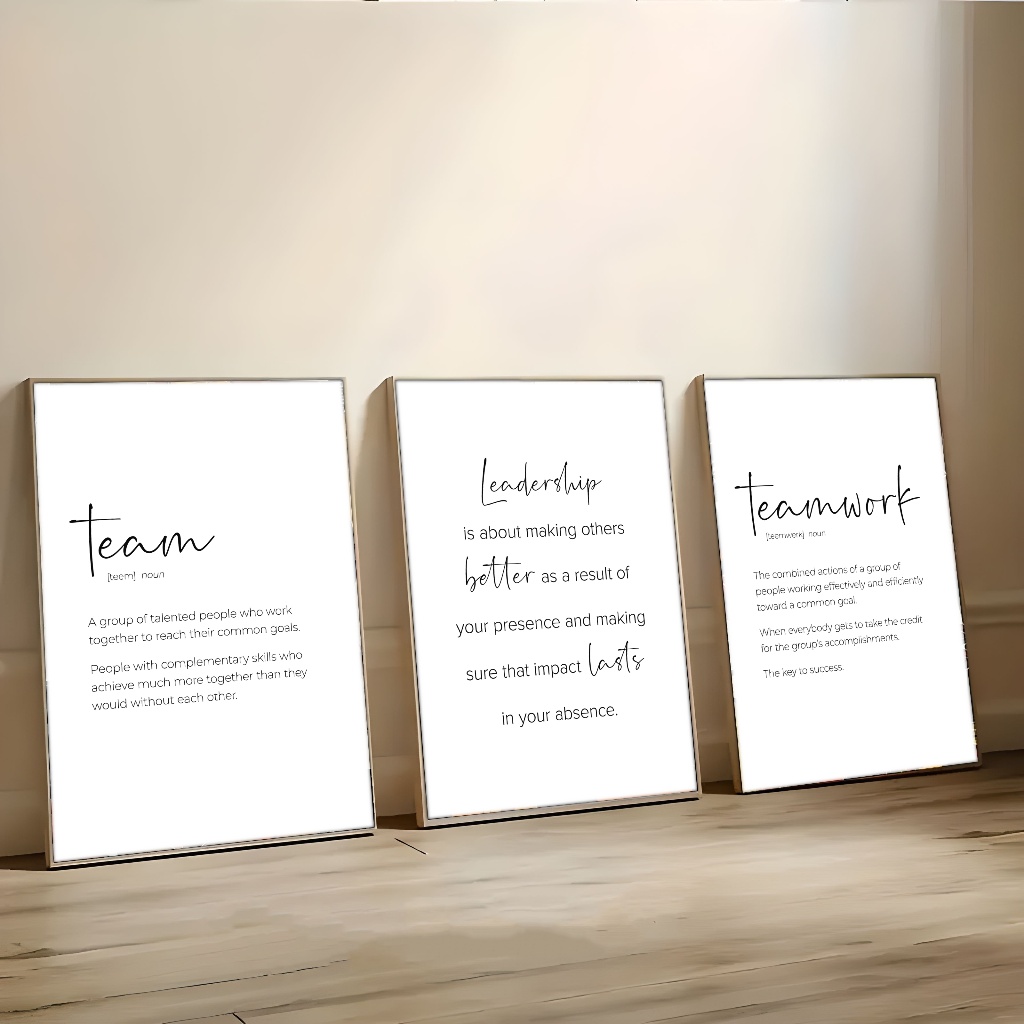 team
[teem] noun
A group of talented people who work
together to reach their common goals.
People with complementary skills who
achieve much more together than they
would without each other.
Leadership
is about making others
better as a result of
your presence and making
sure that impact lasts
in your absence.
teamwork
[teemwerk] noun
The combined actions of a group of
people working effectively and efficiently
toward a common goal.
When everybody gets to take the credit
for the group's accomplishments.
The key to success.